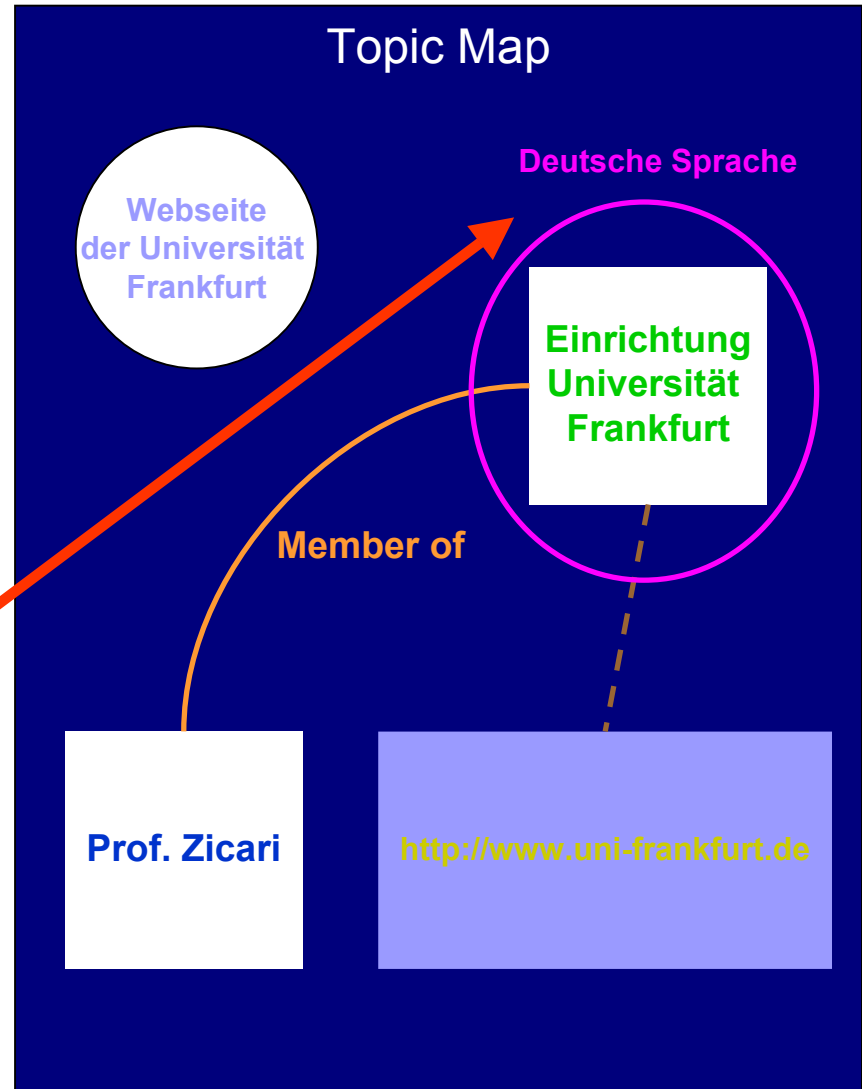 Topic Map
Deutsche Sprache
Webseite
der Universität
Frankfurt
Einrichtung
Universität
Frankfurt
Member of
Prof. Zicari
http://www.uni-frankfurt.de